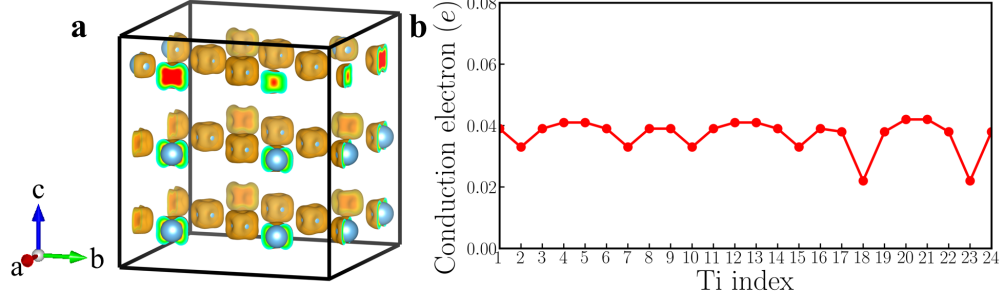 a
c
a
b
b
Conduction electron (e)
0.08
0.06
0.04
0.02
0.00
1 2 3 4 5 6 7 8 9 10 11 12 13 14 15 16 17 18 19 20 21 22 23 24
Ti index